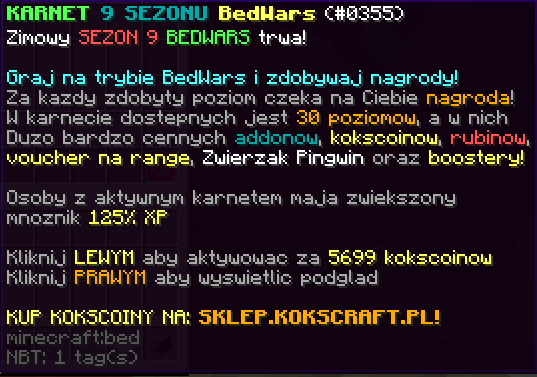 KARNET 9 SEZONU BedWars (#0355)
Zimowy SEZON 9 BEDWARS trwa!
Graj na trybie BedWars i zdobywaj nagrody!
Za kazdy zdobyty poziom czeka na Ciebie nagroda!
W karnecie dostepnych jest 30 poziomow, a w nich
Duzo bardzo cennych addonow, kokscoinow, rubinow,
voucher na range, Zwierzak Pingwin oraz boostery!
Osoby z aktywnym karnetem maja zwiekszony
mnoznik 125% XP
Kliknij LEWYM aby aktywowac za 5699 kokscoinow
Kliknij PRAWYM aby wyswietlic podglad
KUP KOKSCOINY NA: SKLEP.KOKSCRAFT.PL!
minecraft:bed
NBT: 1 tag(s)